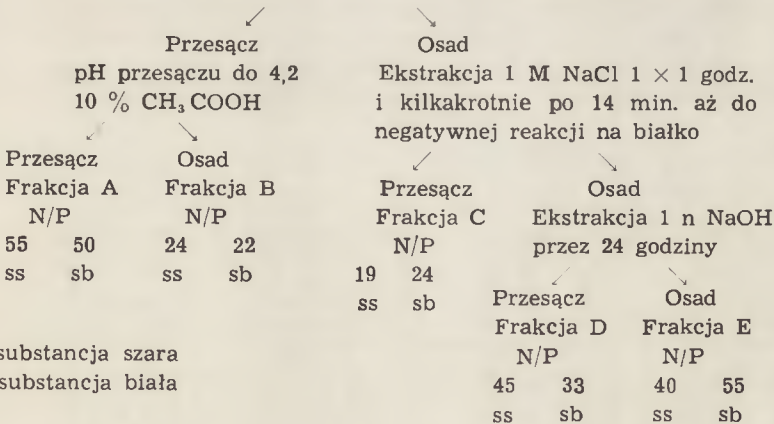 Przesącz Osad
pH przesączu do 4,2 Ekstrakcja 1 M NaCl 1 × 1 godz.
10 % CH₃COOH i kilkakrotnie po 14 min. aż do
negatywnej reakcji na białko
Przesącz Osad
Frakcja A Frakcja B Przesącz Osad
N/P N/P Frakcja C Ekstrakcja 1 n NaOH
55 50 24 22 N/P przez 24 godziny
ss sb ss sb 19 24
ss sb Przesącz Osad
Frakcja D Frakcja E
substancja szara N/P N/P
substancja biała 45 33 40 55
ss sb ss sb